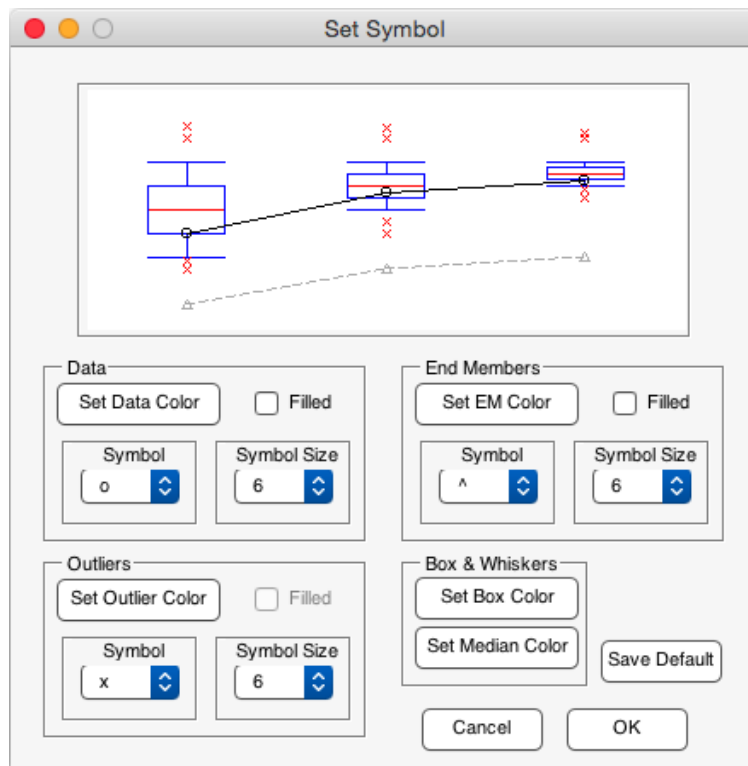 Set Symbol
Data
Set Data Color
Filled
Symbol
Symbol Size
o
6
End Members
Set EM Color
Filled
Symbol
Symbol Size
^
6
Outliers
Set Outlier Color
Filled
Symbol
Symbol Size
x
6
Box & Whiskers
Set Box Color
Set Median Color
Save Default
Cancel
OK